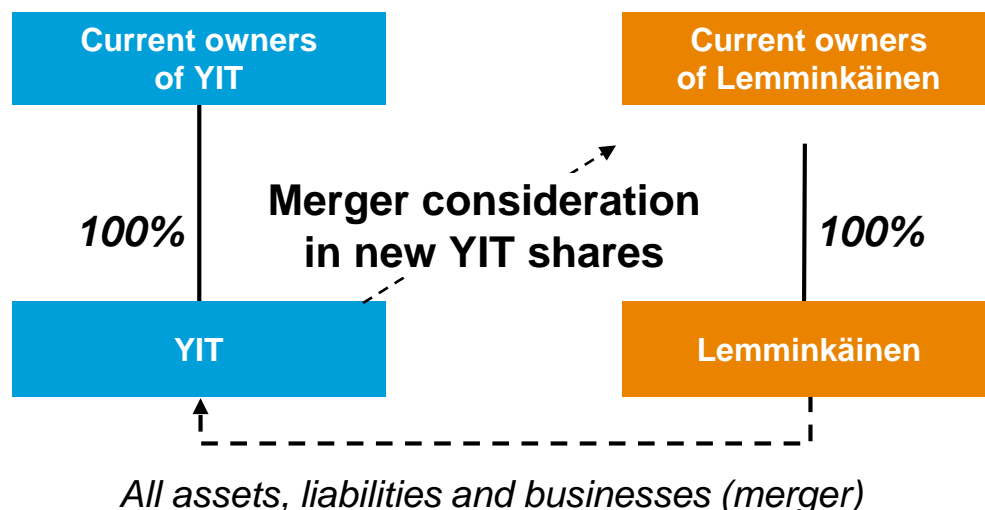 Current owners
of YIT
Current owners
of Lemminkäinen
Merger consideration
in new YIT shares
100%
100%
YIT
Lemminkäinen
All assets, liabilities and businesses (merger)